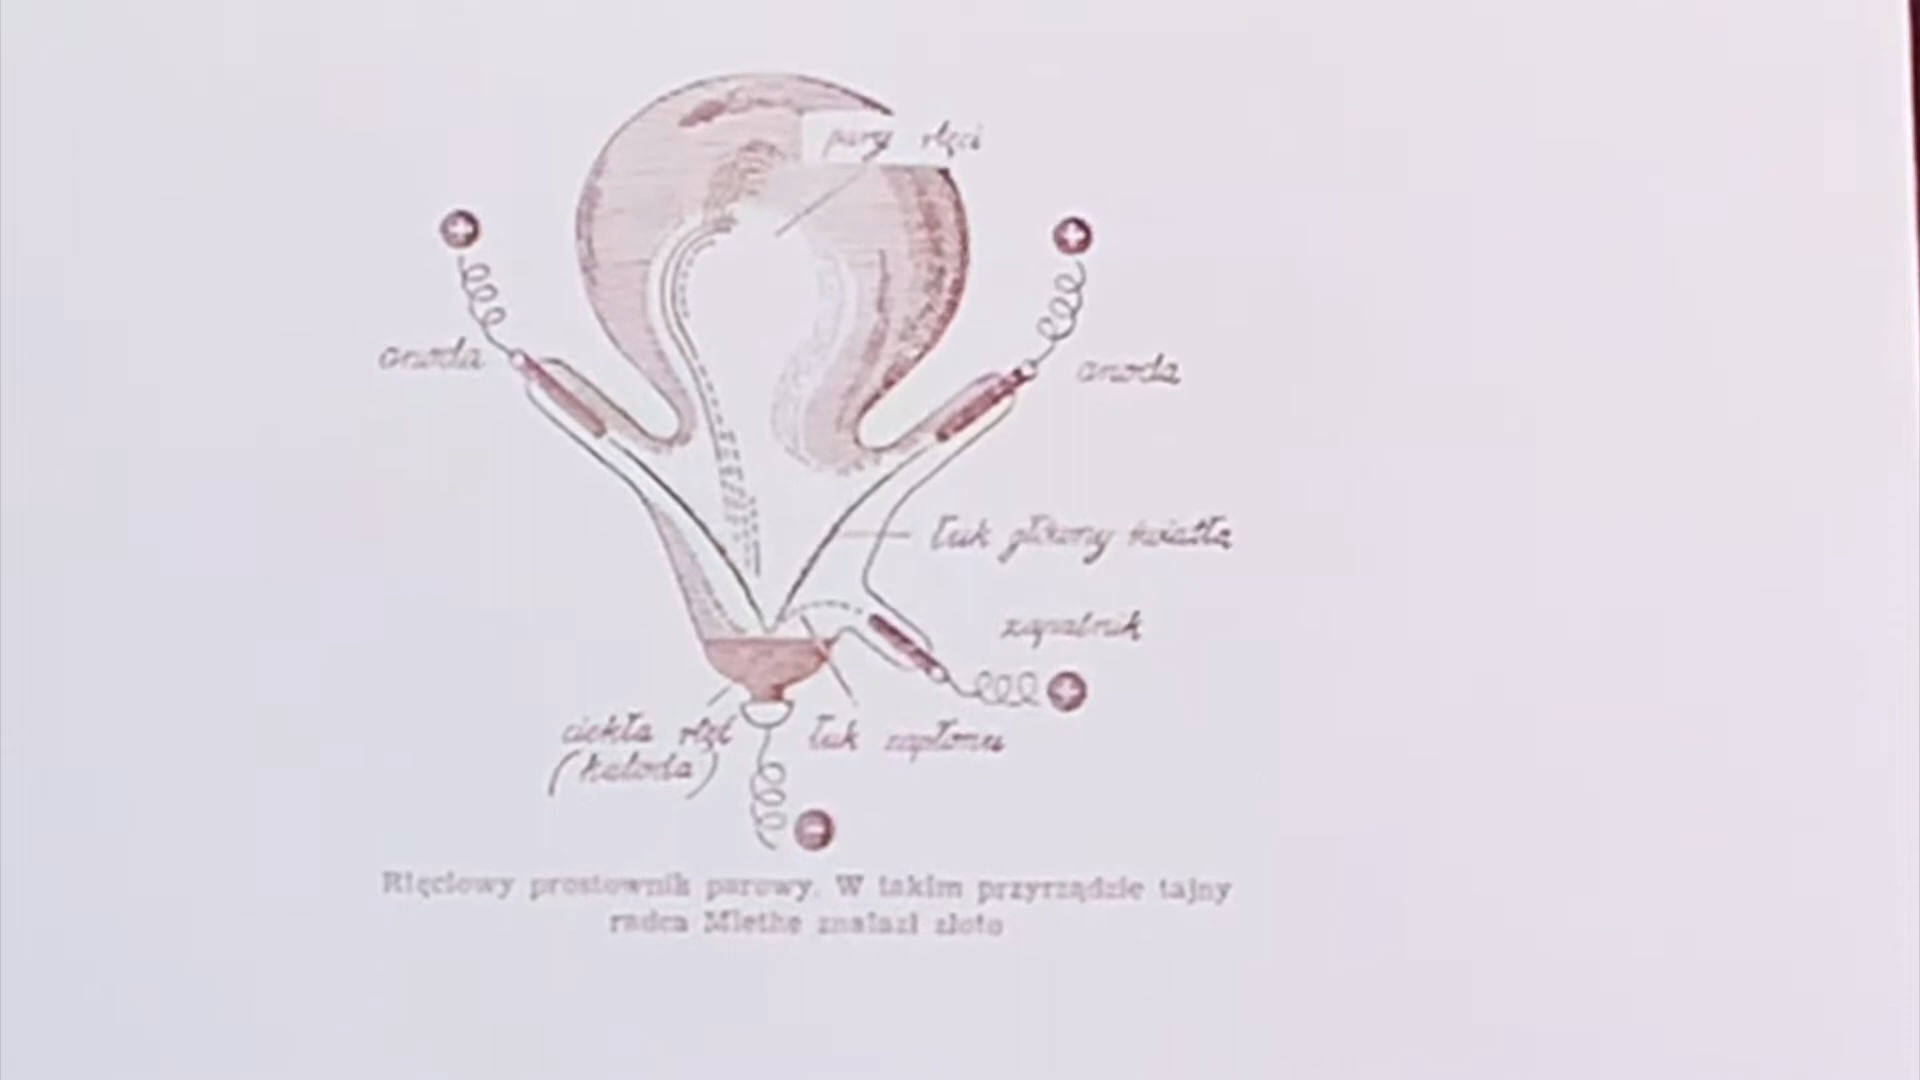 pary rtęci
anoda
anoda
łuk główny światła
zapalnik
ciekła rtęć
(katoda)
łuk zapłonu
Rtęciowy prostownik parowy. W takim przyrządzie tajny
radca Miethe znalazł złoto